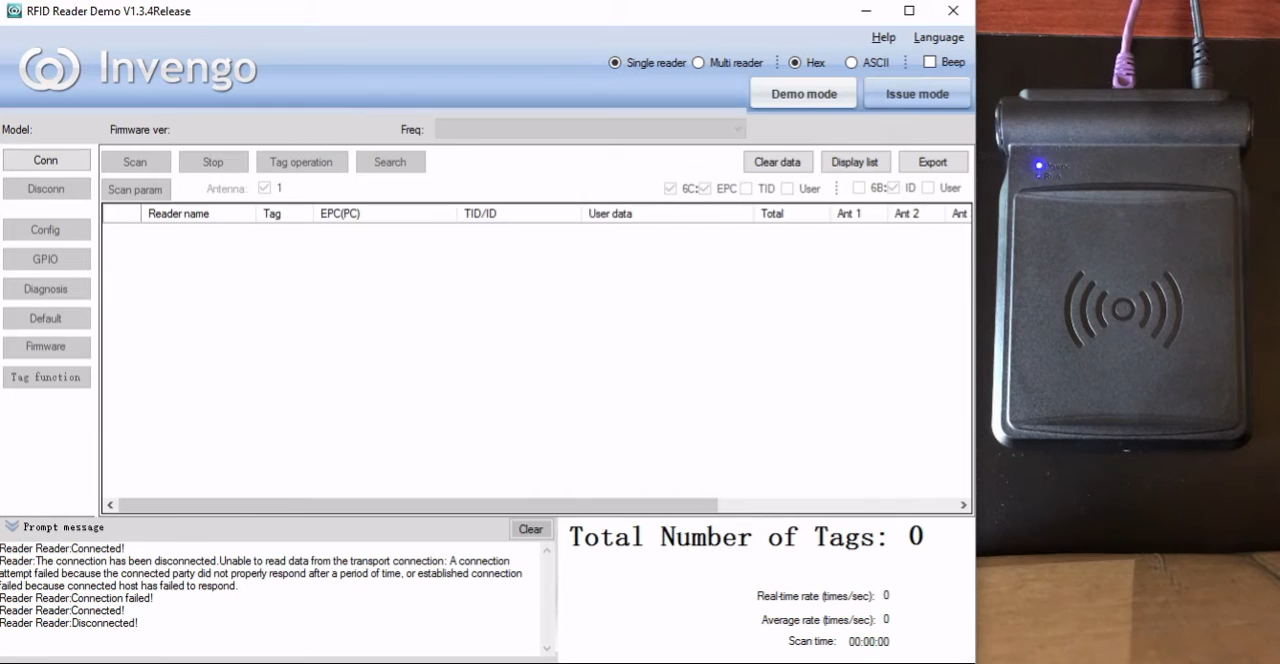 RFID Reader Demo V1.3.4Release
Help Language
Invengo
Single reader Multi reader Hex ASCII Beep
Demo mode Issue mode
Model: Firmware ver: Freq:
Conn Scan Stop Tag operation Search Clear data Display list Export
Disconn Scan param Antenna: 1 6C: EPC TID User 6B: ID User
Reader name Tag EPC(PC) TID/ID User data Total Ant 1 Ant 2 Ant
Config
GPIO
Diagnosis
Default
Firmware
Tag function
Prompt message Clear
Reader Reader:Connected!
Reader:The connection has been disconnected.Unable to read data from the transport connection: A connection
attempt failed because the connected party did not properly respond after a period of time, or established connection
failed because connected host has failed to respond.
Reader Reader:Connection failed!
Reader Reader:Connected!
Reader Reader:Disconnected!
Total Number of Tags: 0
Real-time rate (times/sec): 0
Average rate (times/sec): 0
Scan time: 00:00:00